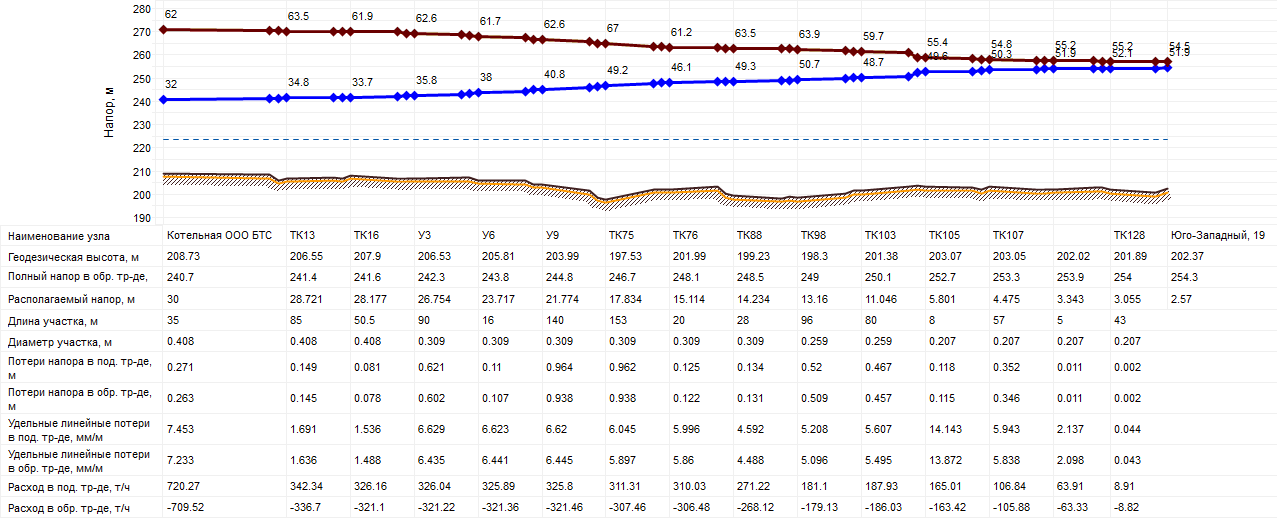 280
270
260
250
240
230
220
210
200
190
Напор, м
62 63.5 61.9 62.6 61.7 62.6 67 61.2 63.5 63.9 59.7 55.4 54.8 55.2 55.2 54.5
32 34.8 33.7 35.8 38 40.8 49.2 46.1 49.3 50.7 48.7 49.6 50.3 51.9 52.1 51.9
Наименование узла Котельная ООО БТС ТК13 ТК16 У3 У6 У9 ТК75 ТК76 ТК88 ТК98 ТК103 ТК105 ТК107 ТК128 Юго-Западный, 19
Геодезическая высота, м 208.73 206.55 207.9 206.53 205.81 203.99 197.53 201.99 199.23 198.3 201.38 203.07 203.05 202.02 201.89 202.37
Полный напор в обр. тр-де, 240.7 241.4 241.6 242.3 243.8 244.8 246.7 248.1 248.5 249 250.1 252.7 253.3 253.9 254 254.3
Располагаемый напор, м 30 28.721 28.177 26.754 23.717 21.774 17.834 15.114 14.234 13.16 11.046 5.801 4.475 3.343 3.055 2.57
Длина участка, м 35 85 50.5 90 16 140 153 20 28 96 80 8 57 5 43
Диаметр участка, м 0.408 0.408 0.408 0.309 0.309 0.309 0.309 0.309 0.309 0.259 0.259 0.207 0.207 0.207 0.207
Потери напора в под. тр-де,
м 0.271 0.149 0.081 0.621 0.11 0.964 0.962 0.125 0.134 0.52 0.467 0.118 0.352 0.011 0.002
Потери напора в обр. тр-де,
м 0.263 0.145 0.078 0.602 0.107 0.938 0.938 0.122 0.131 0.509 0.457 0.115 0.346 0.011 0.002
Удельные линейные потери
в под. тр-де, мм/м 7.453 1.691 1.536 6.629 6.623 6.62 6.045 5.996 4.592 5.208 5.607 14.143 5.943 2.137 0.044
Удельные линейные потери
в обр. тр-де, мм/м 7.233 1.636 1.488 6.435 6.441 6.445 5.897 5.86 4.488 5.096 5.495 13.872 5.838 2.098 0.043
Расход в под. тр-де, т/ч 720.27 342.34 326.16 326.04 325.89 325.8 311.31 310.03 271.22 181.1 187.93 165.01 106.84 63.91 8.91
Расход в обр. тр-де, т/ч -709.52 -336.7 -321.1 -321.22 -321.36 -321.46 -307.46 -306.48 -268.12 -179.13 -186.03 -163.42 -105.88 -63.33 -8.82